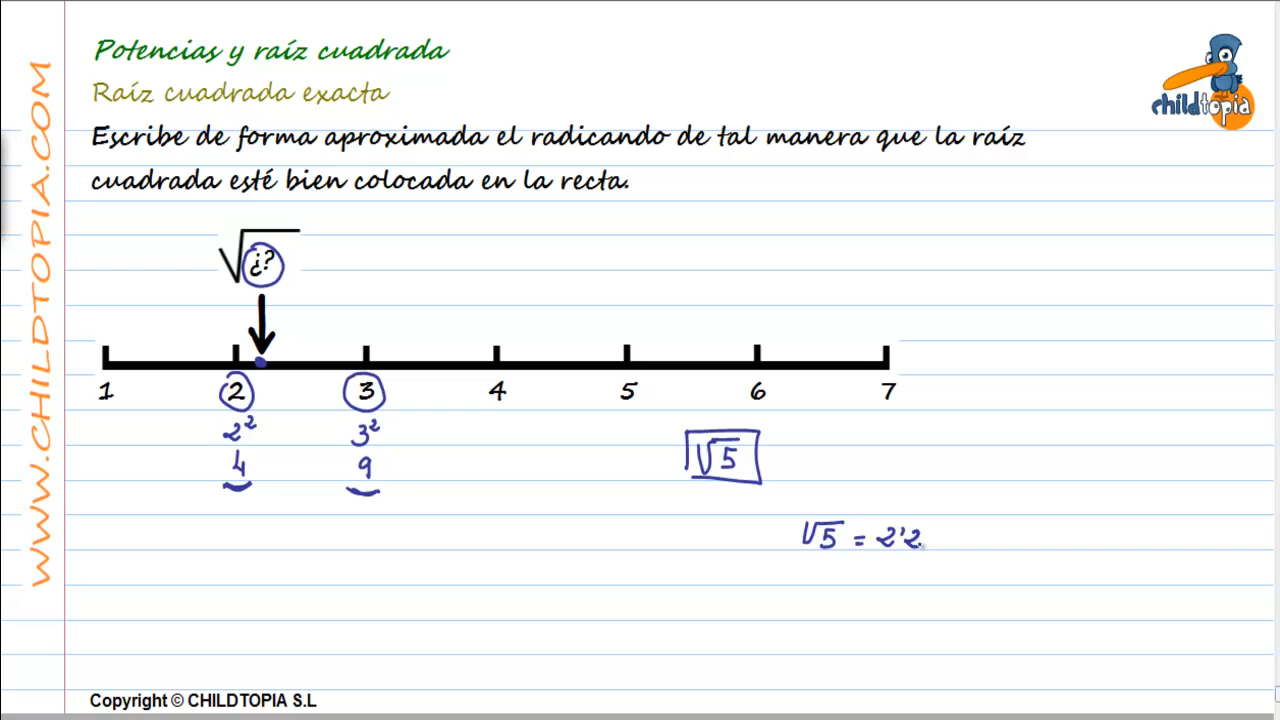 WWW.CHILDTOPIA.COM
Potencias y raíz cuadrada
Raíz cuadrada exacta
childtopia
Escribe de forma aproximada el radicando de tal manera que la raíz
cuadrada esté bien colocada en la recta.
√¿?
1 2 3 4 5 6 7
2² 3²
4 9
√5
√5 = 2'2
Copyright © CHILDTOPIA S.L